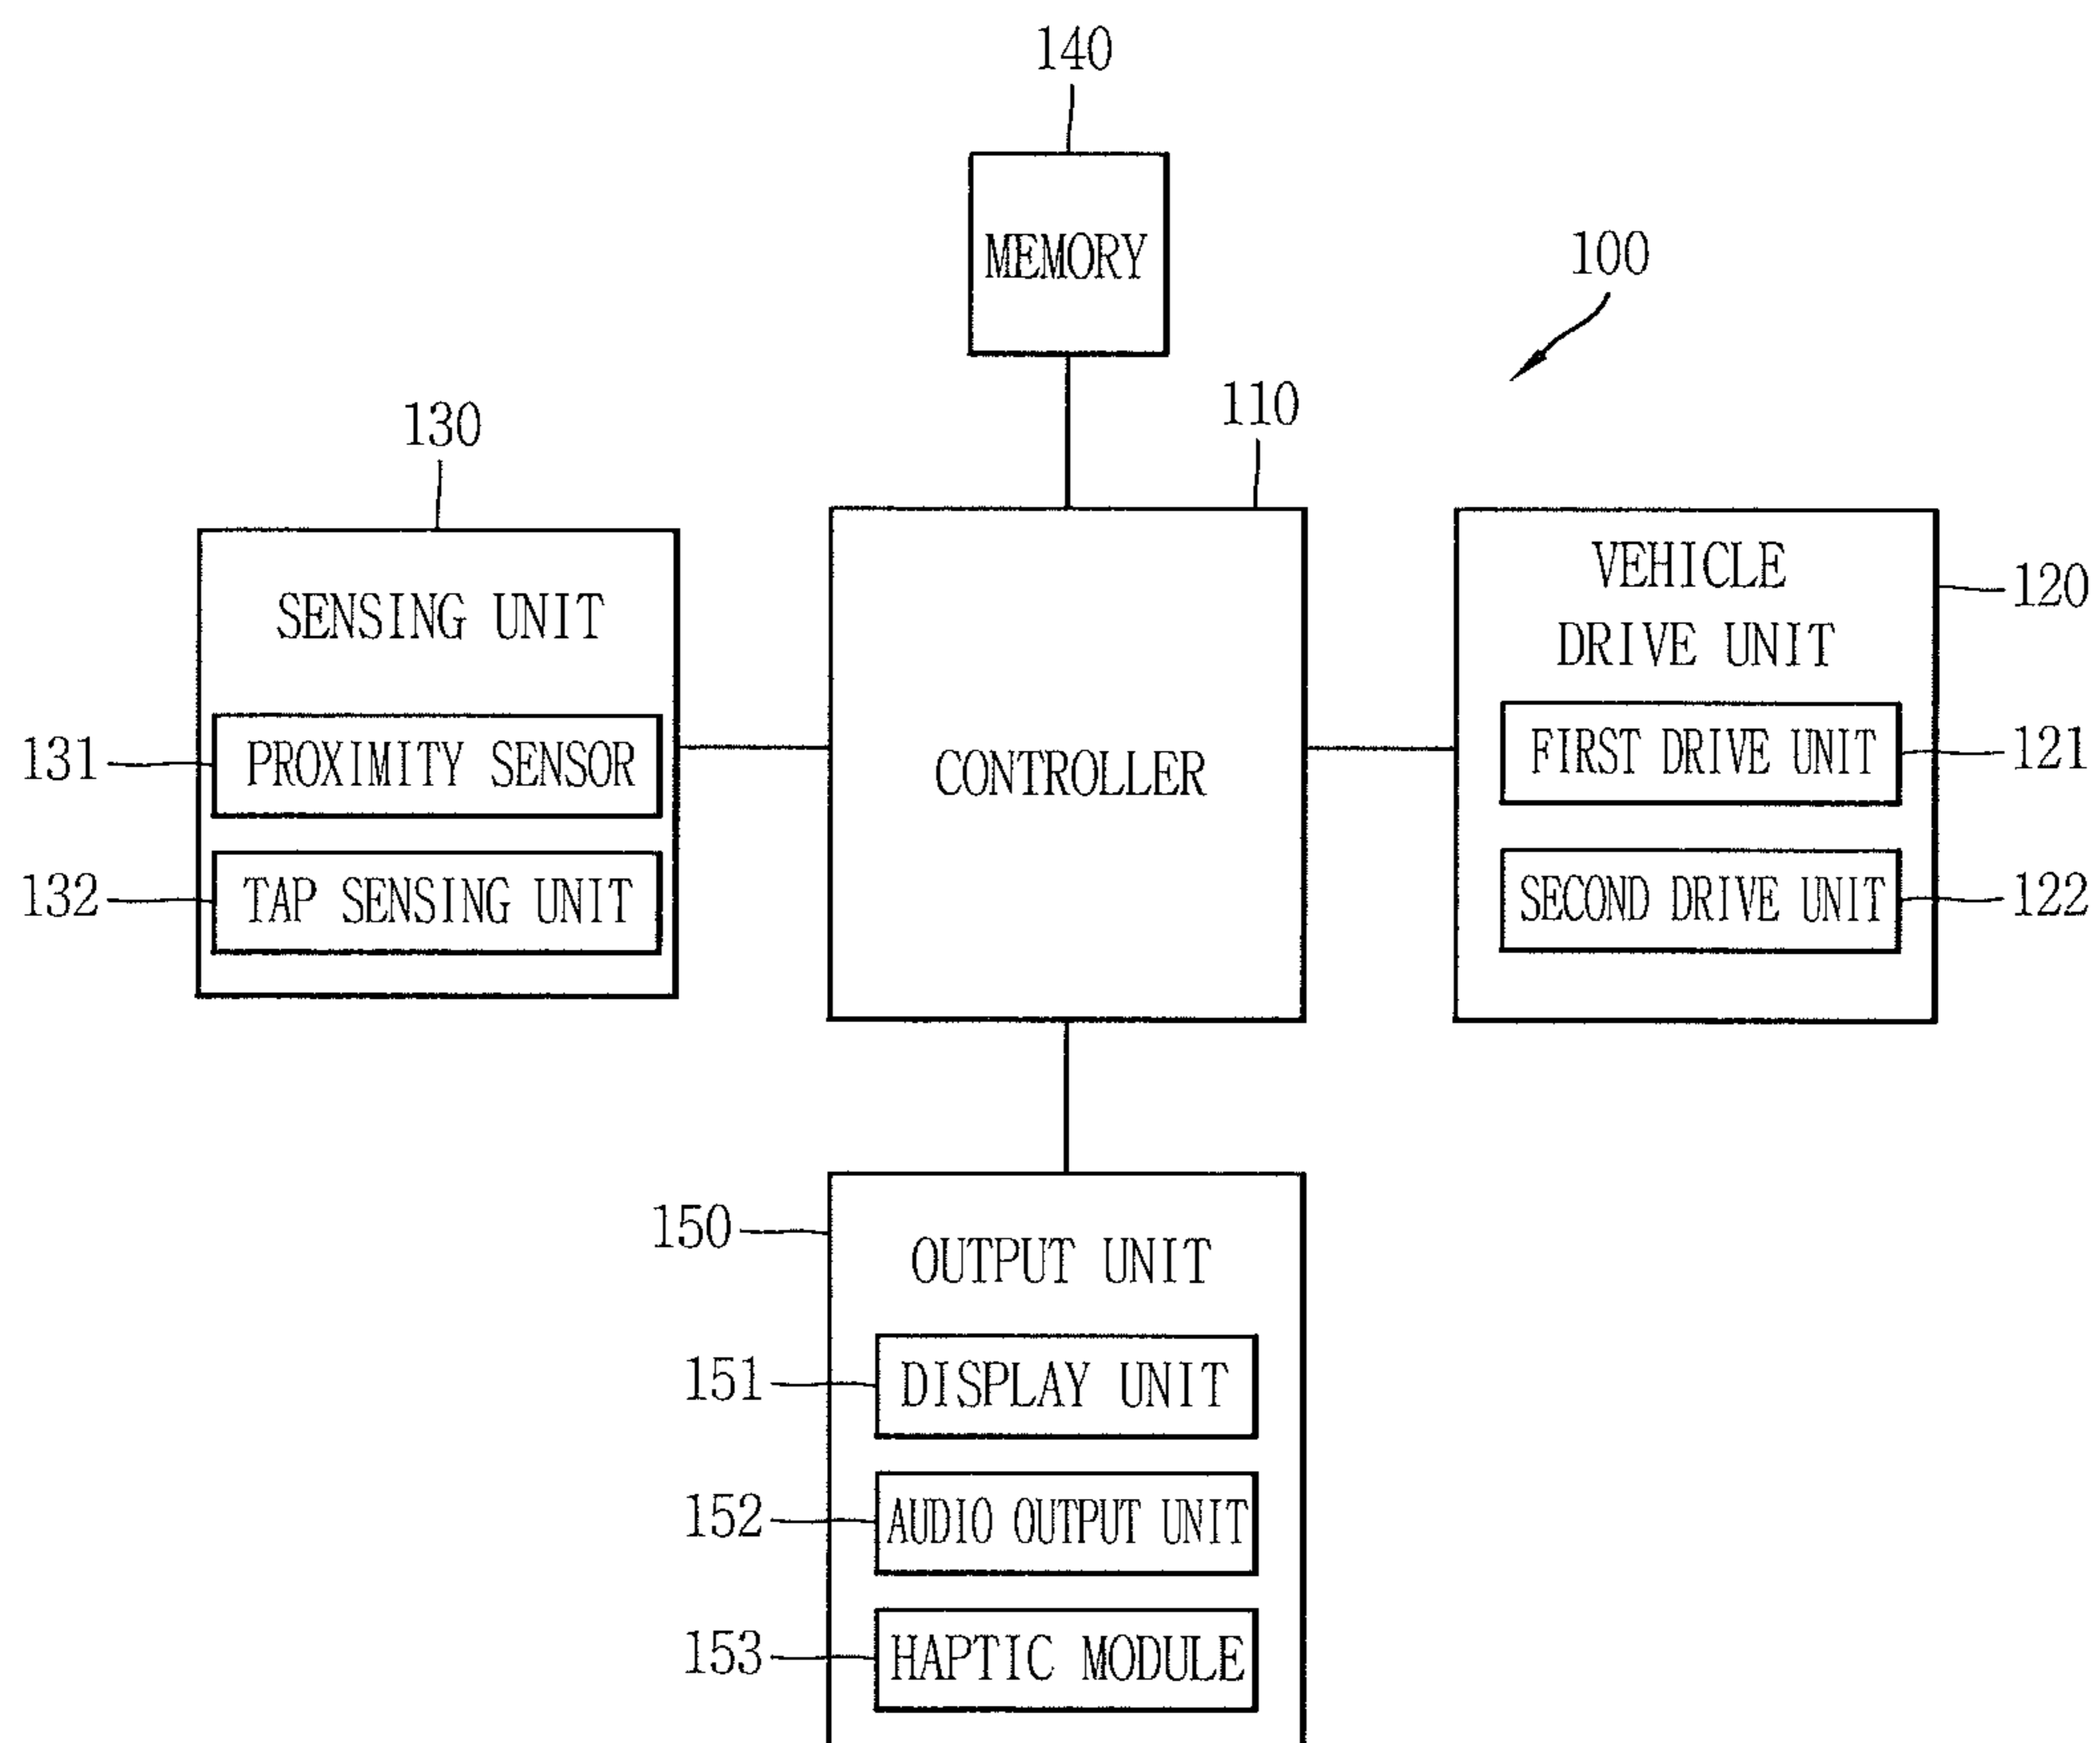 140
MEMORY
100
110
130
SENSING UNIT
131
PROXIMITY SENSOR
132
TAP SENSING UNIT
CONTROLLER
VEHICLE
DRIVE UNIT
120
FIRST DRIVE UNIT
121
SECOND DRIVE UNIT
122
150
OUTPUT UNIT
151
DISPLAY UNIT
152
AUDIO OUTPUT UNIT
153
HAPTIC MODULE